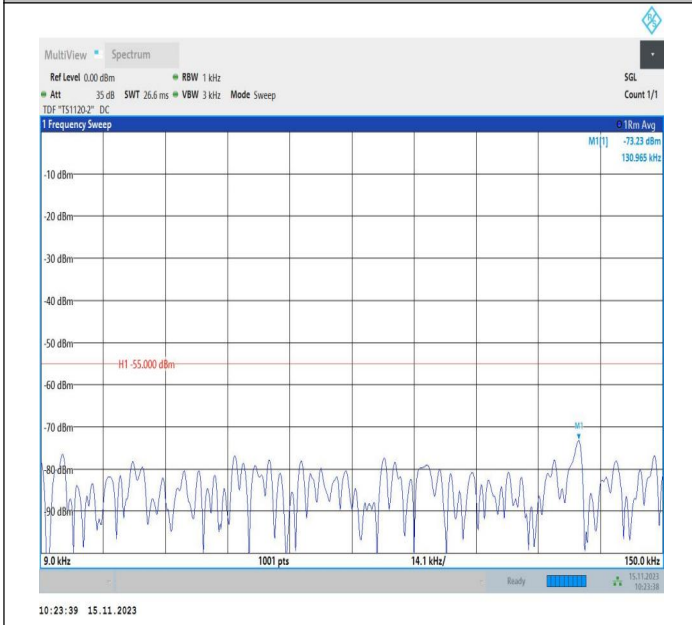 R&S
MultiView Spectrum
Ref Level 0.00 dBm RBW 1 kHz SGL
Att 35 dB SWT 26.6 ms VBW 3 kHz Mode Sweep Count 1/1
TDF "TS1120-2" DC
1 Frequency Sweep 1Rm Avg
M1[1] -73.23 dBm
130.965 kHz
-10 dBm
-20 dBm
-30 dBm
-40 dBm
-50 dBm
H1 -55.000 dBm
-60 dBm
-70 dBm
M1
-80 dBm
-90 dBm
9.0 kHz 1001 pts 14.1 kHz/ 150.0 kHz
Ready 15.11.2023
10:23:38
10:23:39 15.11.2023